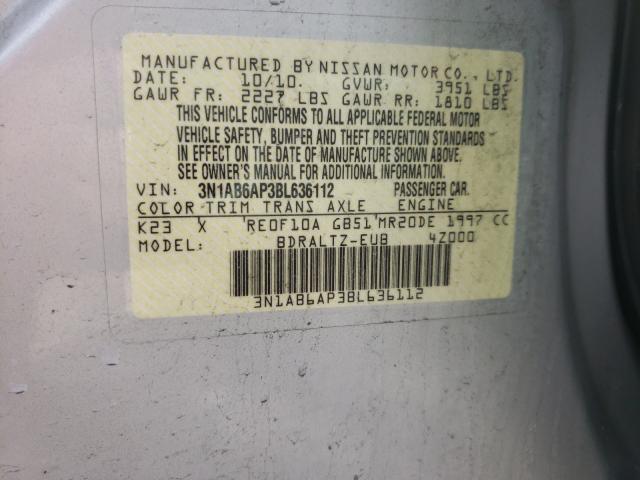 MANUFACTURED BY NISSAN MOTOR CO., LTD.
DATE: 10/10. GVWR: 3951 LBS
GAWR FR: 2227 LBS GAWR RR: 1810 LBS
THIS VEHICLE CONFORMS TO ALL APPLICABLE FEDERAL MOTOR
VEHICLE SAFETY, BUMPER AND THEFT PREVENTION STANDARDS
IN EFFECT ON THE DATE OF MANUFACTURE SHOWN ABOVE.
SEE OWNER'S MANUAL FOR ADDITIONAL INFORMATION.
VIN: 3N1AB6AP3BL636112 PASSENGER CAR.
COLOR TRIM TRANS AXLE ENGINE
K23 X RE0F10A GB51 MR20DE 1997 CC
MODEL: BDRALTZ-EUB 4Z000
3N1AB6AP3BL636112